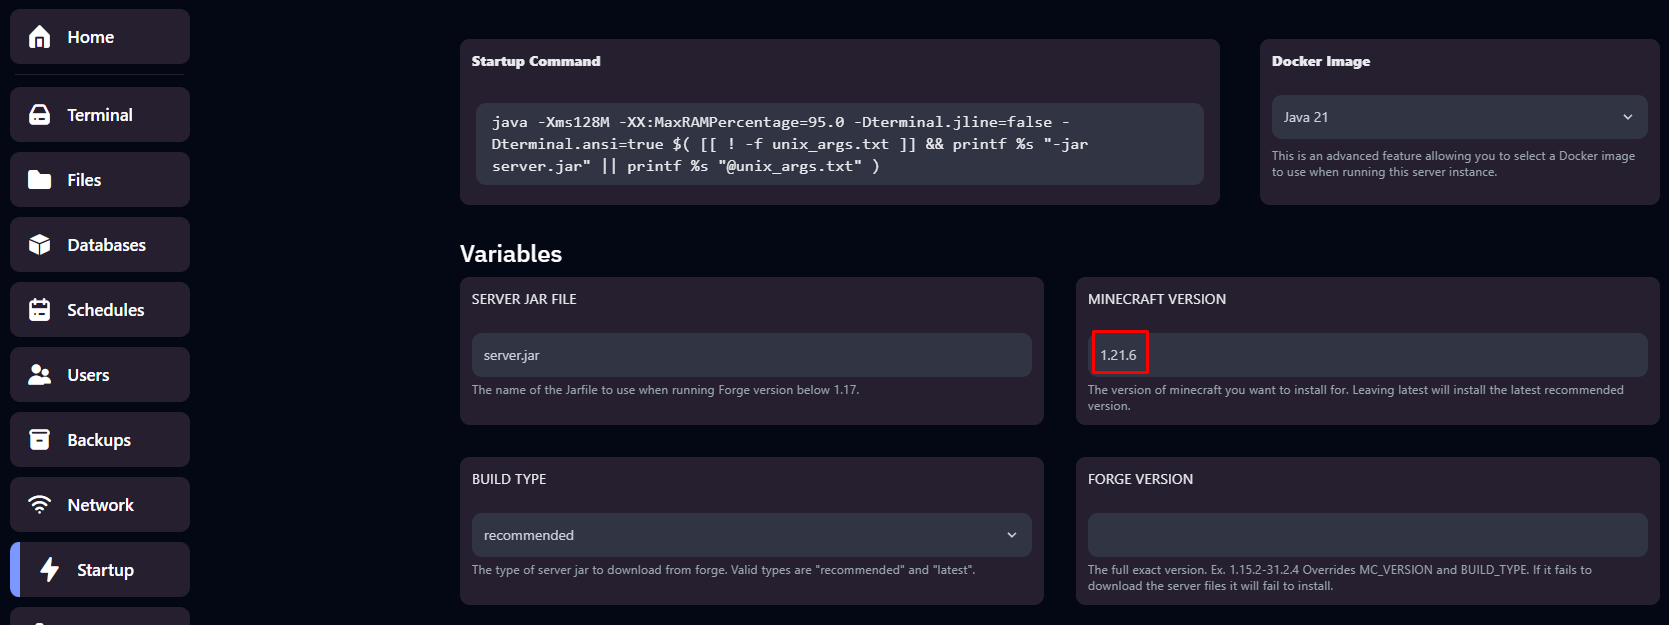 Home
Terminal
Files
Databases
Schedules
Users
Backups
Network
Startup
Startup Command
java -Xms128M -XX:MaxRAMPercentage=95.0 -Dterminal.jline=false -
Dterminal.ansi=true $( [[ ! -f unix_args.txt ]] && printf %s "-jar
server.jar" || printf %s "@unix_args.txt" )
Docker Image
Java 21
This is an advanced feature allowing you to select a Docker image
to use when running this server instance.
Variables
SERVER JAR FILE
server.jar
The name of the Jarfile to use when running Forge version below 1.17.
MINECRAFT VERSION
1.21.6
The version of minecraft you want to install for. Leaving latest will install the latest recommended
version.
BUILD TYPE
recommended
The type of server jar to download from forge. Valid types are "recommended" and "latest".
FORGE VERSION
The full exact version. Ex. 1.15.2-31.2.4 Overrides MC_VERSION and BUILD_TYPE. If it fails to
download the server files it will fail to install.